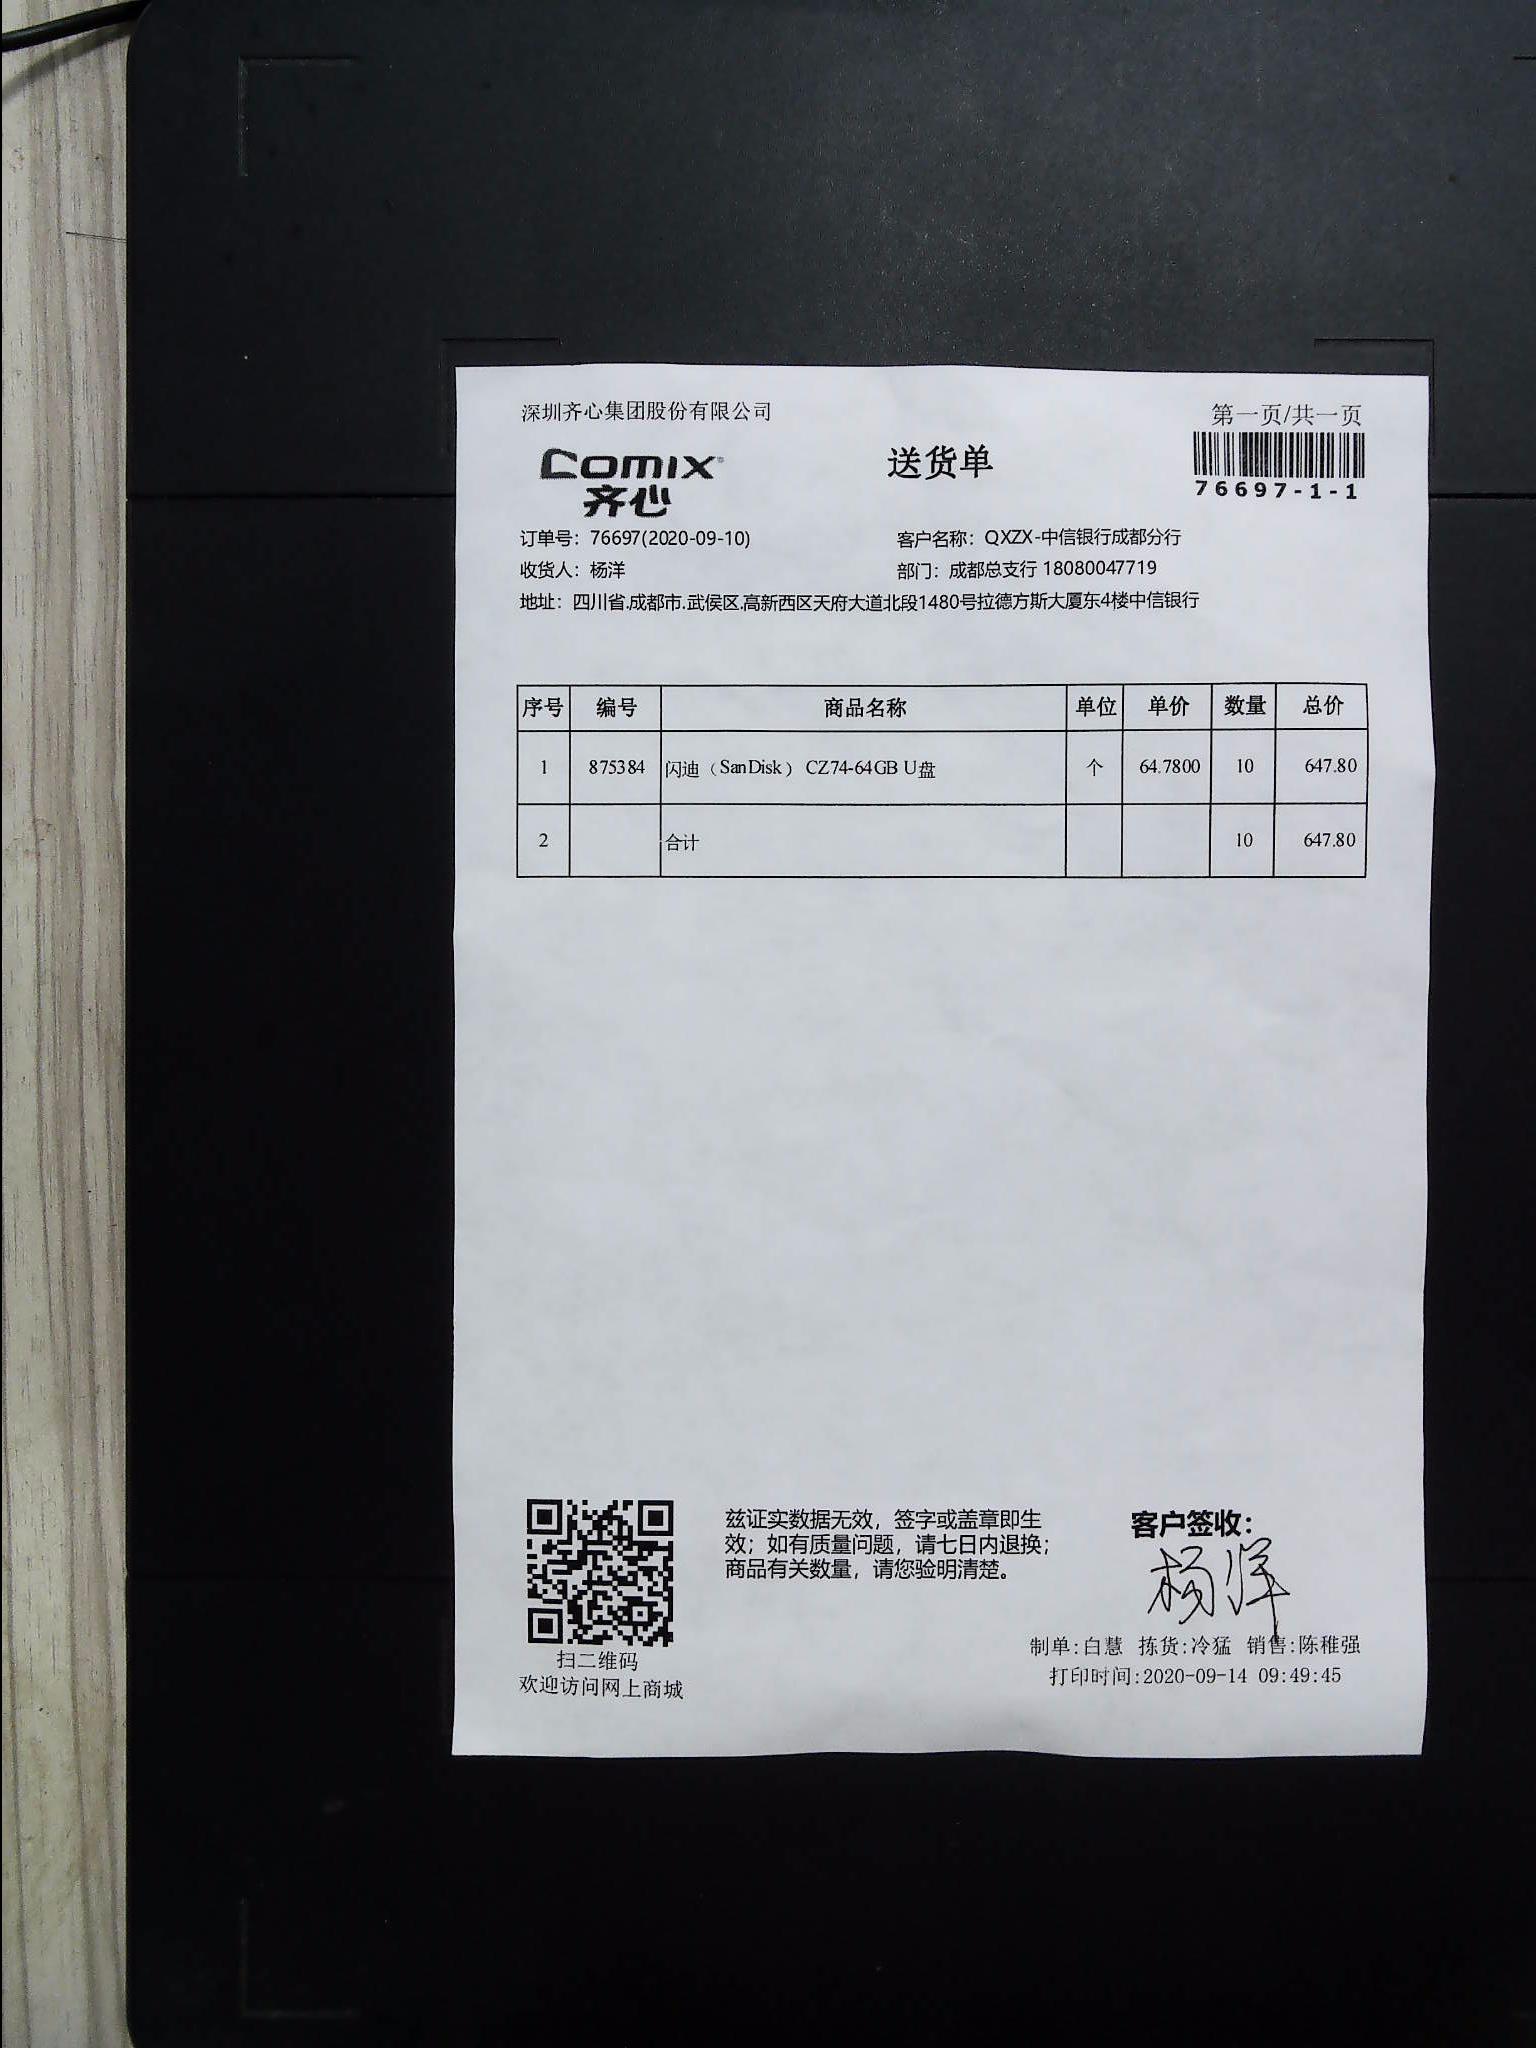 深圳齐心集团股份有限公司
第一页/共一页
COMIX
齐心
送货单
76697-1-1
订单号：76697(2020-09-10)
客户名称：QXZX-中信银行成都分行
收货人：杨洋
部门：成都总支行 18080047719
地址：四川省.成都市.武侯区.高新西区天府大道北段1480号拉德方斯大厦东4楼中信银行
序号 编号 商品名称 单位 单价 数量 总价
1 875384 闪迪（SanDisk） CZ74-64GB U盘 个 64.7800 10 647.80
2 合计 10 647.80
兹证实数据无效，签字或盖章即生
效；如有质量问题，请七日内退换；
商品有关数量，请您验明清楚。
客户签收：
杨洋
扫二维码
欢迎访问网上商城
制单:白慧 拣货:冷猛 销售:陈稚强
打印时间:2020-09-14 09:49:45